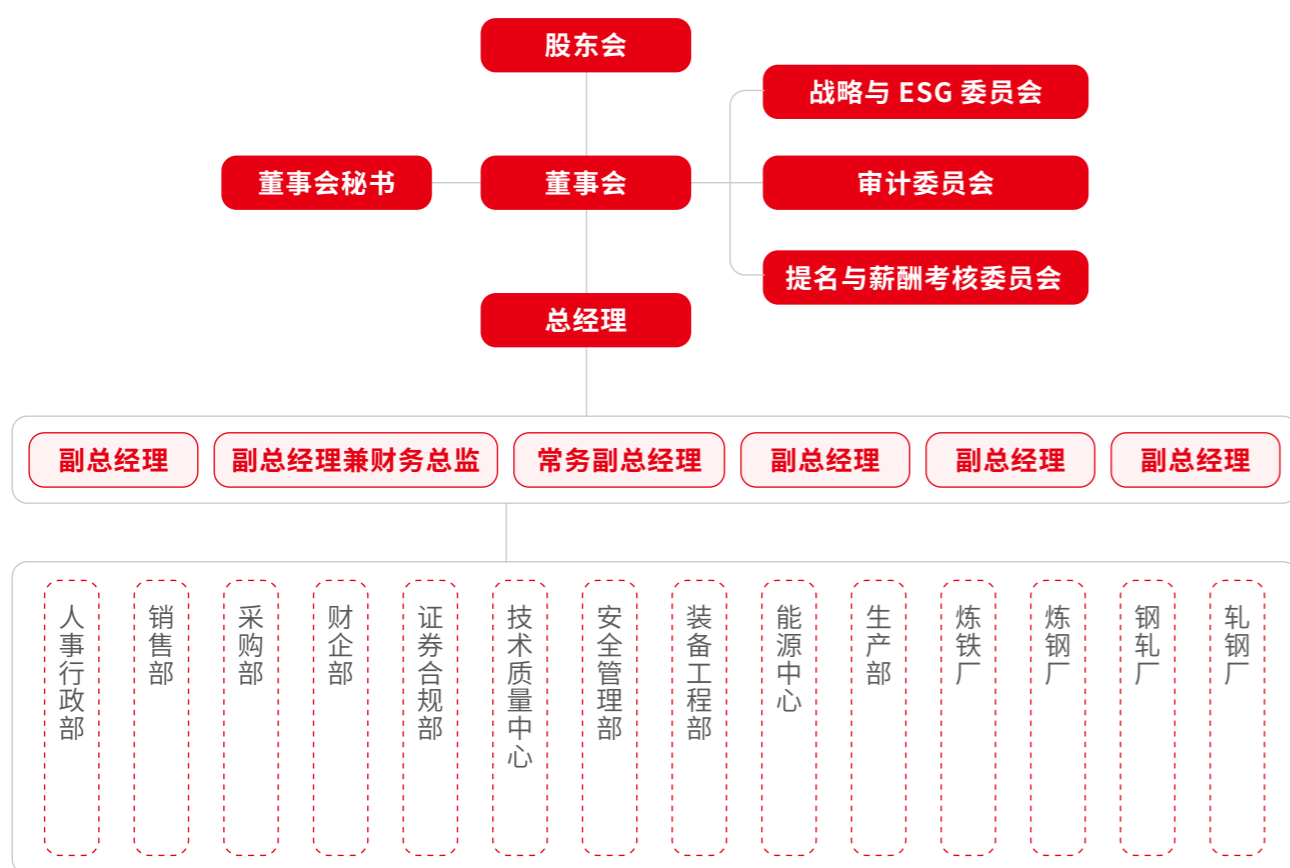 股东会
战略与 ESG 委员会
董事会秘书
董事会
审计委员会
提名与薪酬考核委员会
总经理
副总经理
副总经理兼财务总监
常务副总经理
副总经理
副总经理
副总经理
人事行政部
销售部
采购部
财企部
证券合规部
技术质量中心
安全管理部
装备工程部
能源中心
生产部
炼铁厂
炼钢厂
钢轧厂
轧钢厂